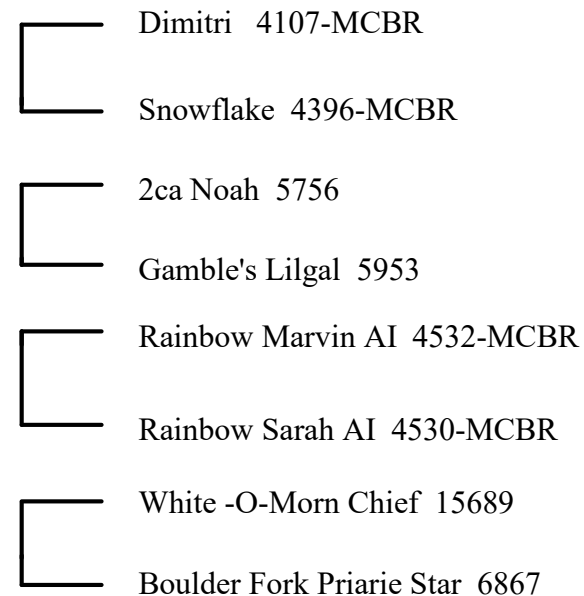 Dimitri 4107-MCBR
Snowflake 4396-MCBR
2ca Noah 5756
Gamble's Lilgal 5953
Rainbow Marvin AI 4532-MCBR
Rainbow Sarah AI 4530-MCBR
White -O-Morn Chief 15689
Boulder Fork Priarie Star 6867